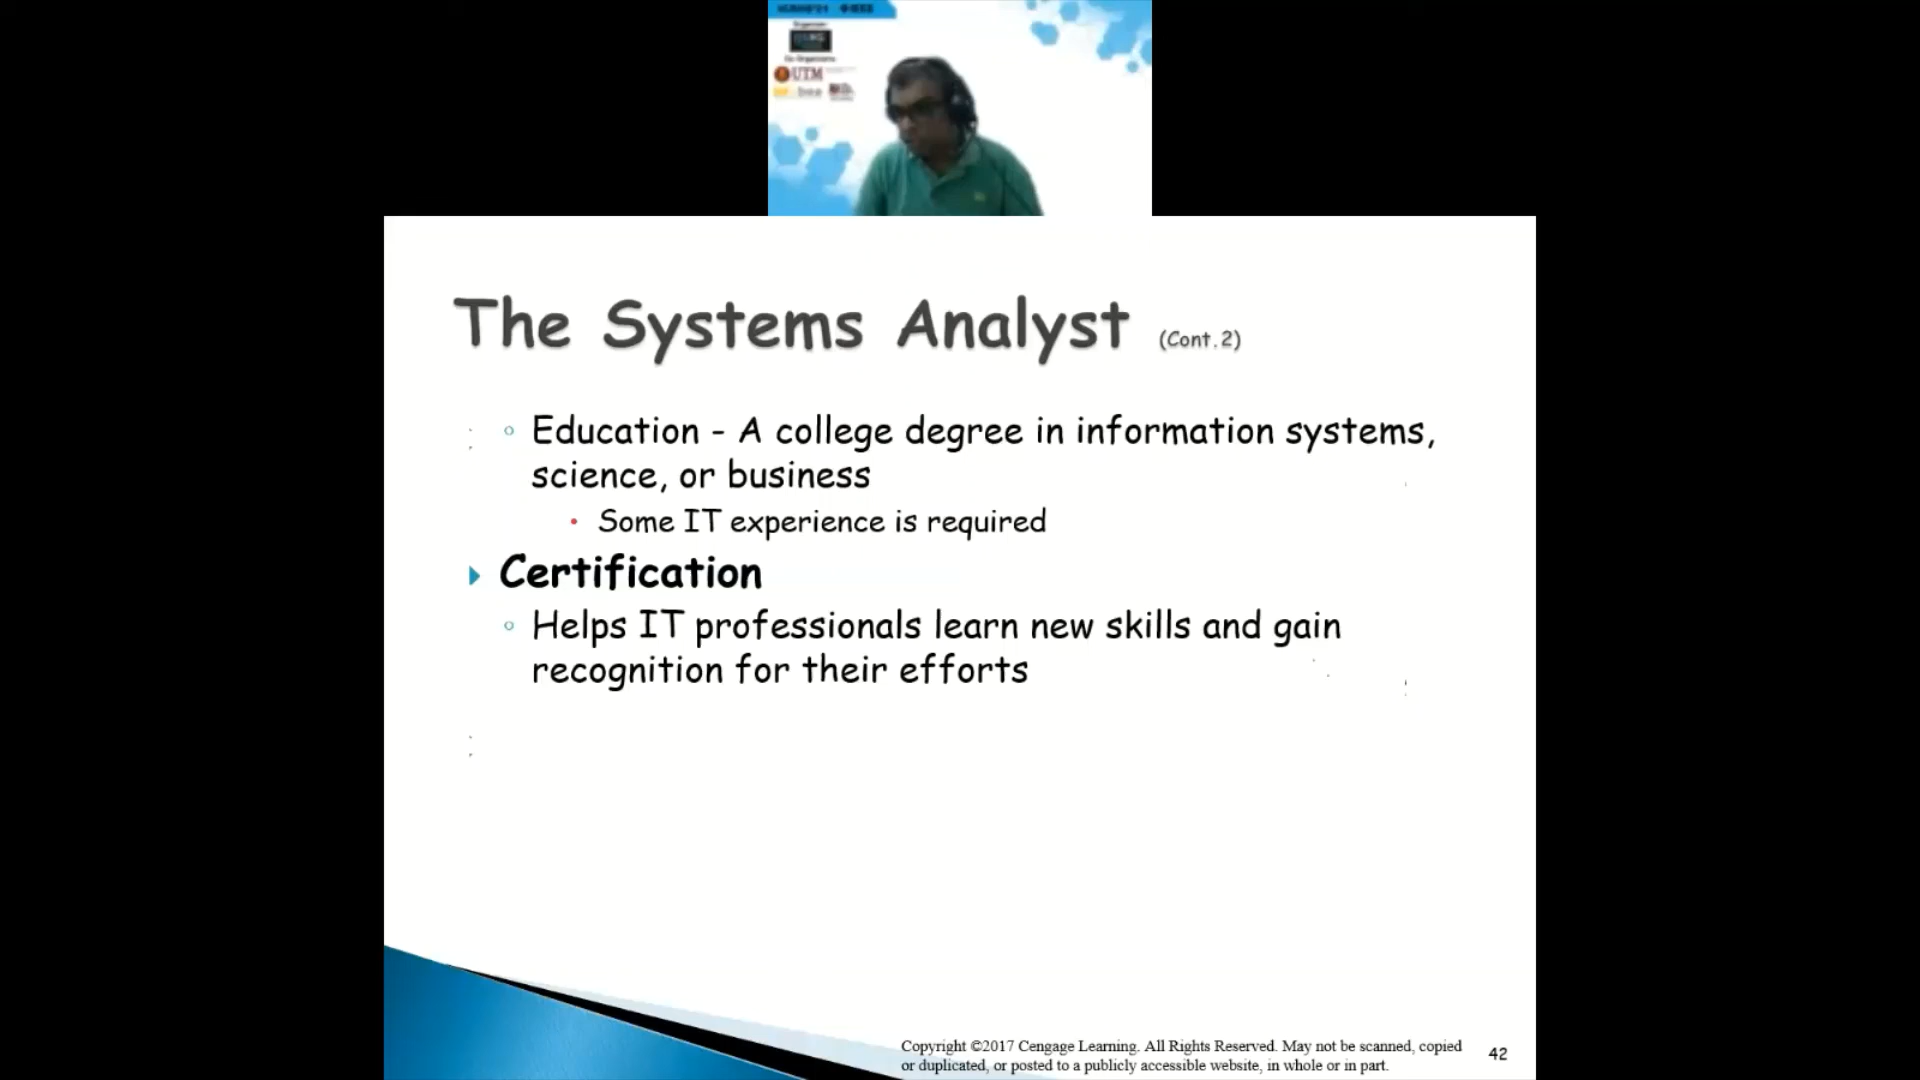 UTM
The Systems Analyst (Cont.2)
Education - A college degree in information systems,
science, or business
Some IT experience is required
Certification
Helps IT professionals learn new skills and gain
recognition for their efforts
Copyright ©2017 Cengage Learning. All Rights Reserved. May not be scanned, copied
or duplicated, or posted to a publicly accessible website, in whole or in part.
42